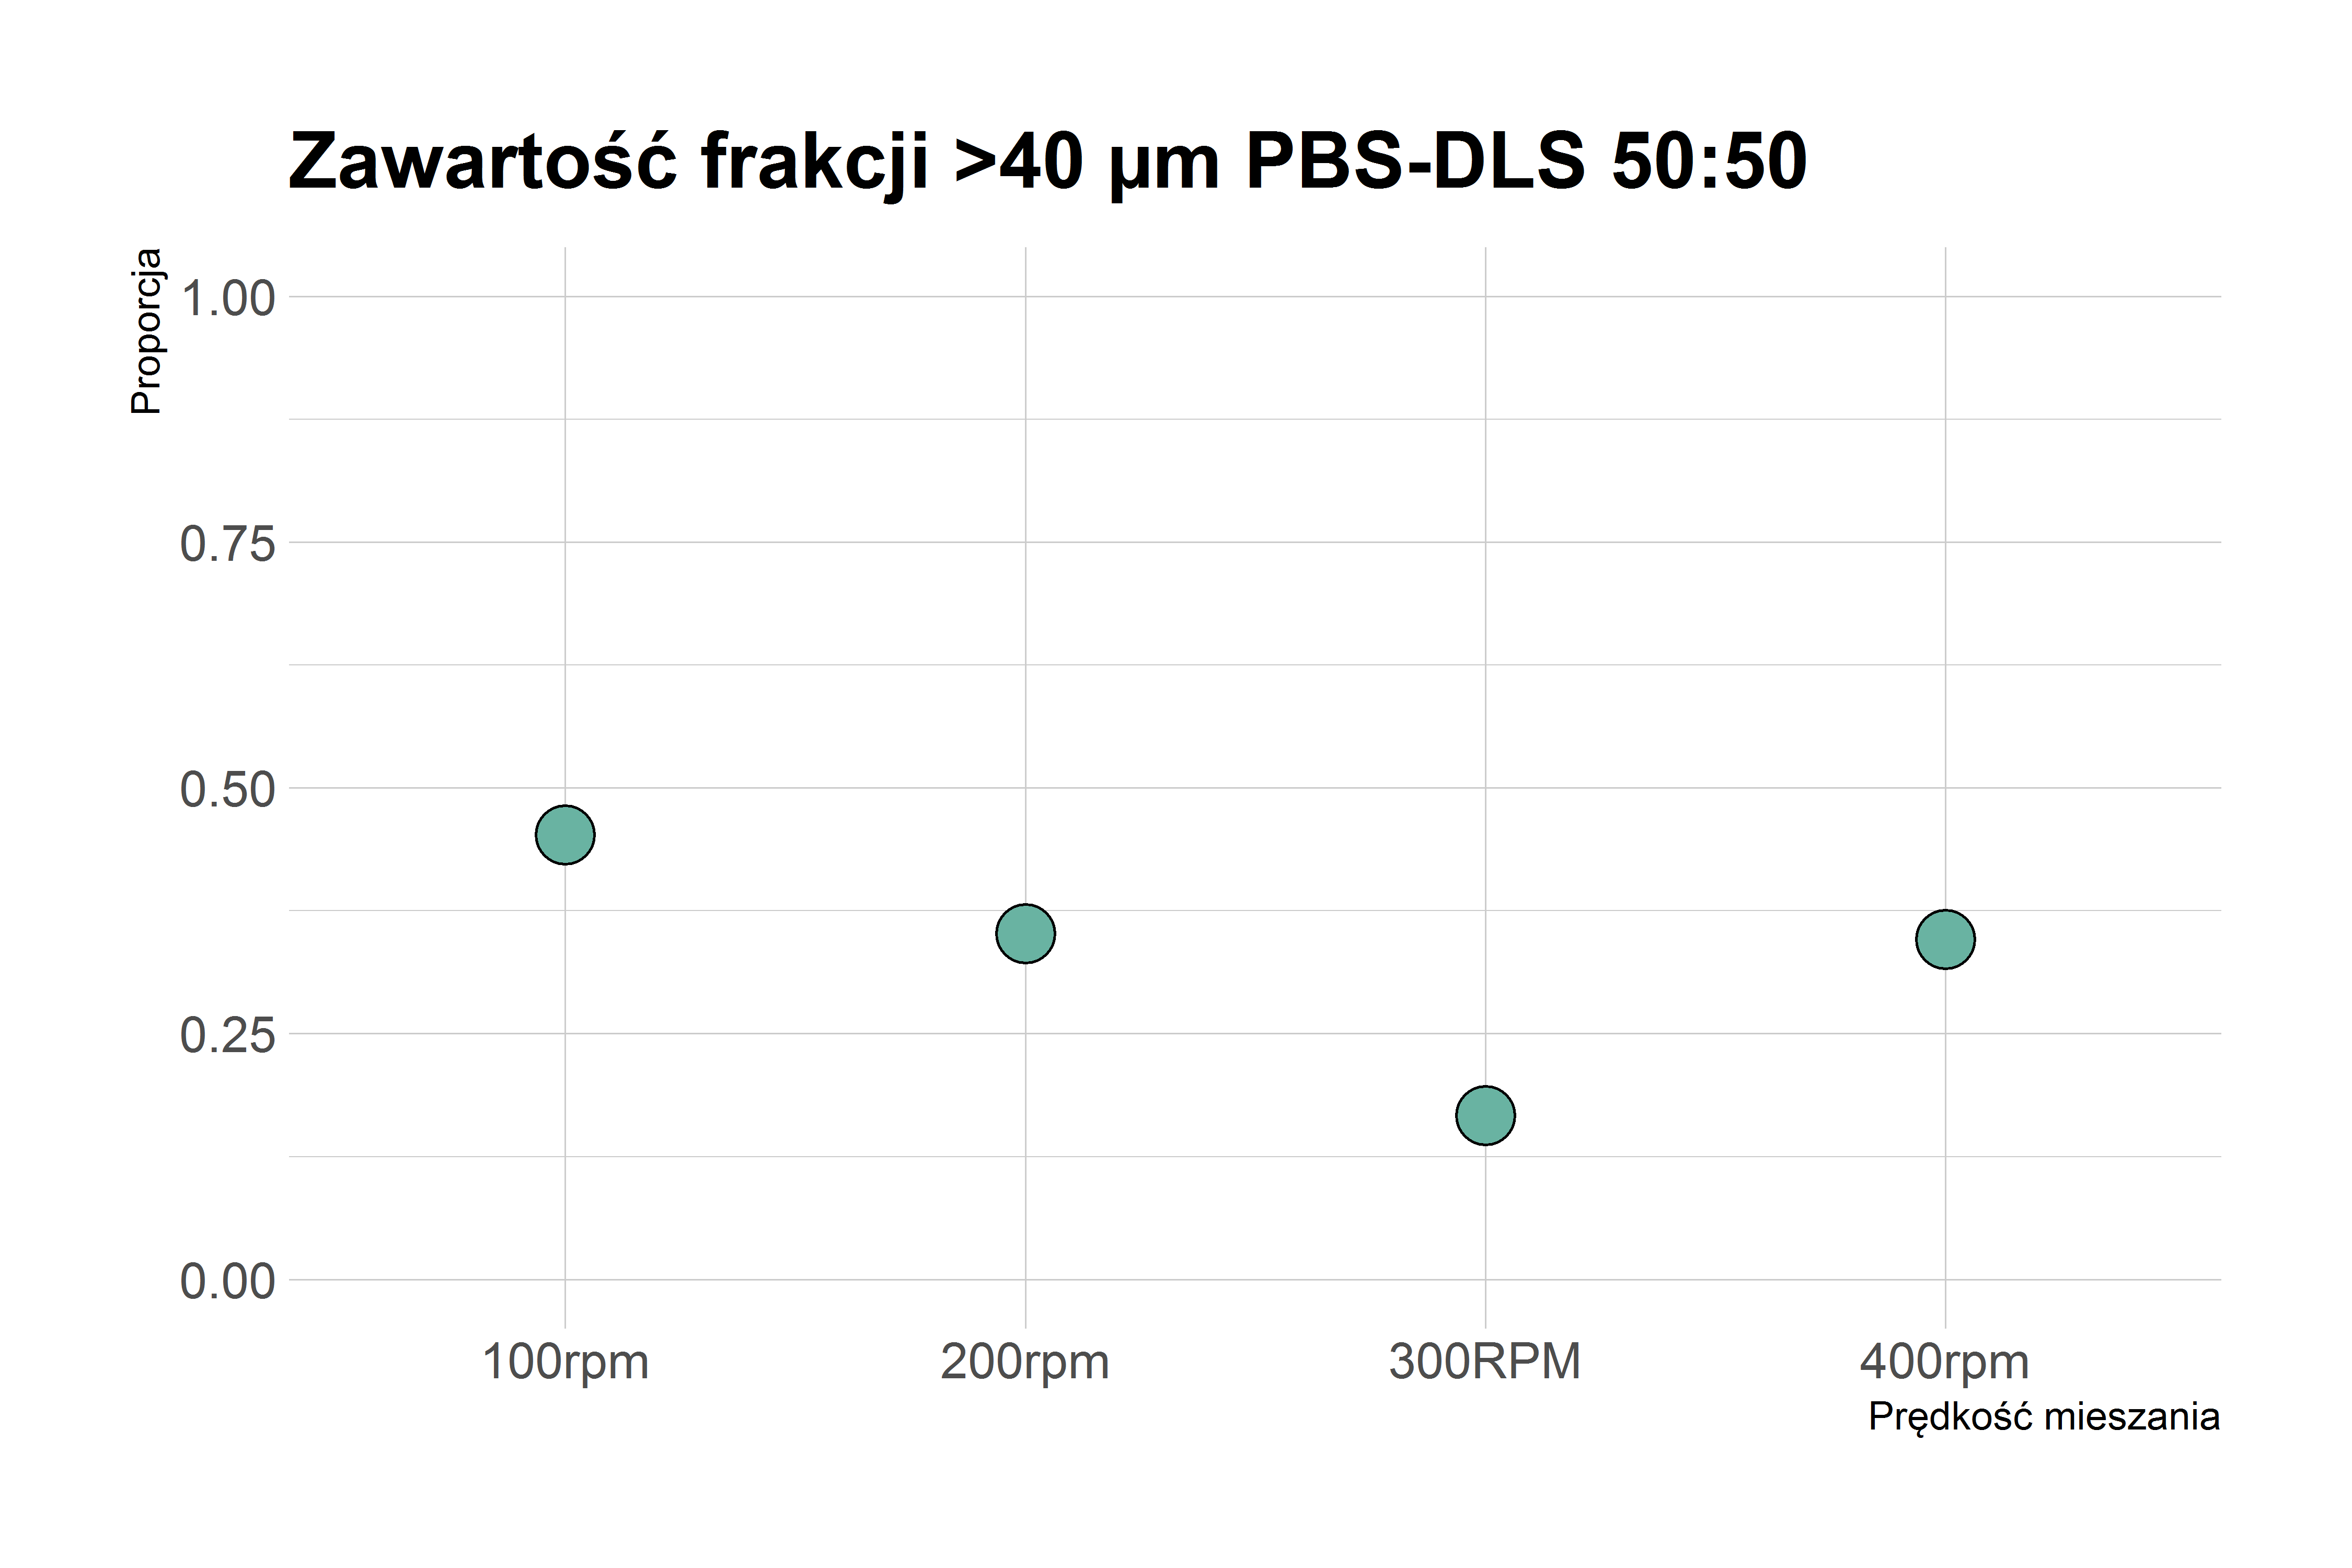 Zawartość frakcji >40 µm PBS-DLS 50:50
Proporcja
1.00
0.75
0.50
0.25
0.00
100rpm
200rpm
300RPM
400rpm
Prędkość mieszania